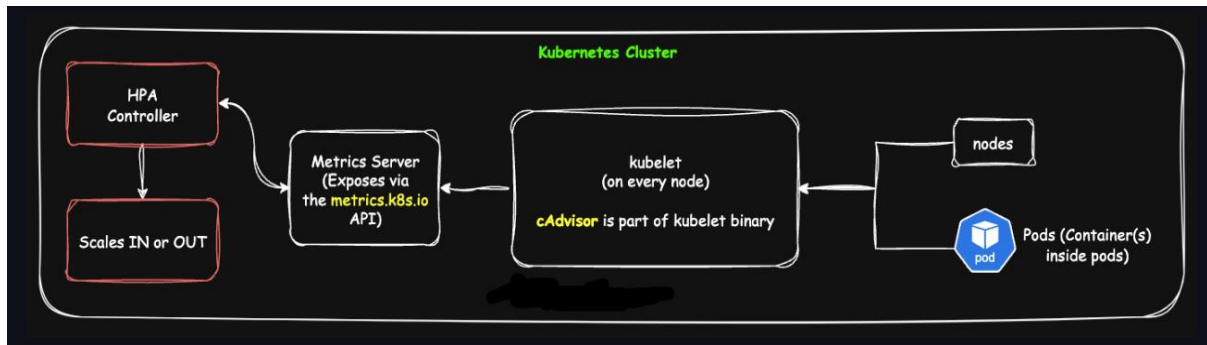 Kubernetes Cluster
HPA
Controller
Scales IN or OUT
Metrics Server
(Exposes via
the metrics.k8s.io
API)
kubelet
(on every node)
cAdvisor is part of kubelet binary
nodes
pod
Pods (Container(s)
inside pods)